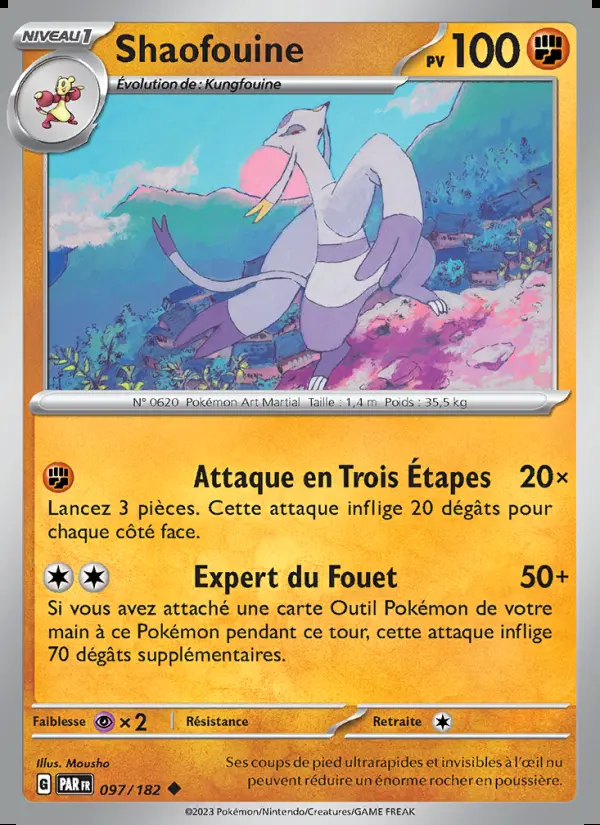 NIVEAU 1
Shaofouine
PV 100
Évolution de : Kungfouine
N° 0620 Pokémon Art Martial Taille : 1,4 m Poids : 35,5 kg
Attaque en Trois Étapes 20×
Lancez 3 pièces. Cette attaque inflige 20 dégâts pour
chaque côté face.
Expert du Fouet 50+
Si vous avez attaché une carte Outil Pokémon de votre
main à ce Pokémon pendant ce tour, cette attaque inflige
70 dégâts supplémentaires.
Faiblesse ×2 Résistance Retraite
Illus. Mousho
Ses coups de pied ultrarapides et invisibles à l'œil nu
peuvent réduire un énorme rocher en poussière.
G PAR FR 097/182
©2023 Pokémon/Nintendo/Creatures/GAME FREAK